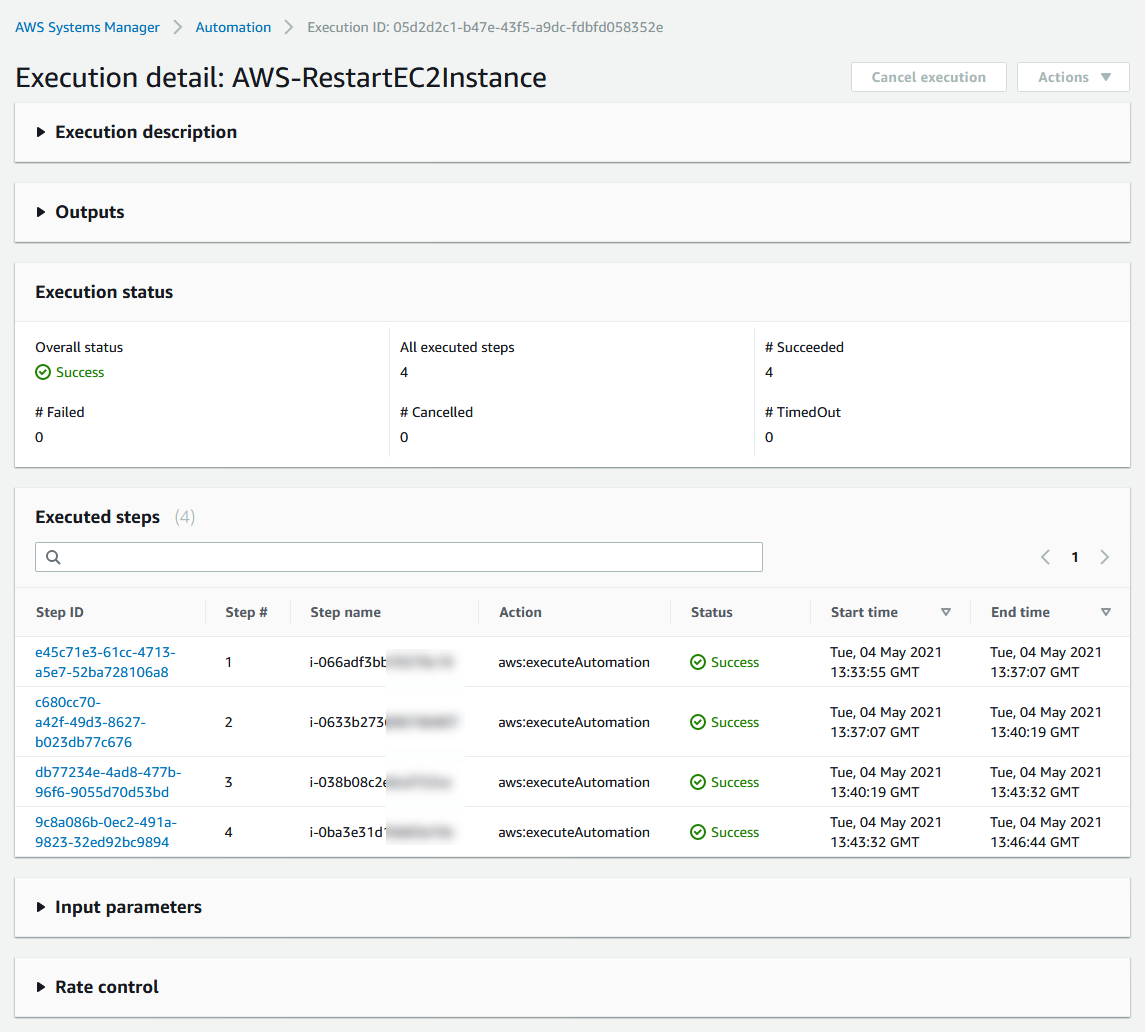 AWS Systems Manager > Automation > Execution ID: 05d2d2c1-b47e-43f5-a9dc-fdbfd058352e
Execution detail: AWS-RestartEC2Instance
Cancel execution
Actions
Execution description
Outputs
Execution status
Overall status All executed steps # Succeeded
Success 4 4
# Failed # Cancelled # TimedOut
0 0 0
Executed steps (4)
1
Step ID Step # Step name Action Status Start time End time
e45c71e3-61cc-4713- Tue, 04 May 2021 Tue, 04 May 2021
1 aws:executeAutomation Success
a5e7-52ba728106a8 13:33:55 GMT 13:37:07 GMT
c680cc70-
Tue, 04 May 2021 Tue, 04 May 2021
a42f-49d3-8627- 2 aws:executeAutomation Success
13:37:07 GMT 13:40:19 GMT
b023db77c676
db77234e-4ad8-477b- Tue, 04 May 2021 Tue, 04 May 2021
3 aws:executeAutomation Success
96f6-9055d70d53bd 13:40:19 GMT 13:43:32 GMT
9c8a086b-0ec2-491a- Tue, 04 May 2021 Tue, 04 May 2021
4 aws:executeAutomation Success
9823-32ed92bc9894 13:43:32 GMT 13:46:44 GMT
Input parameters
Rate control